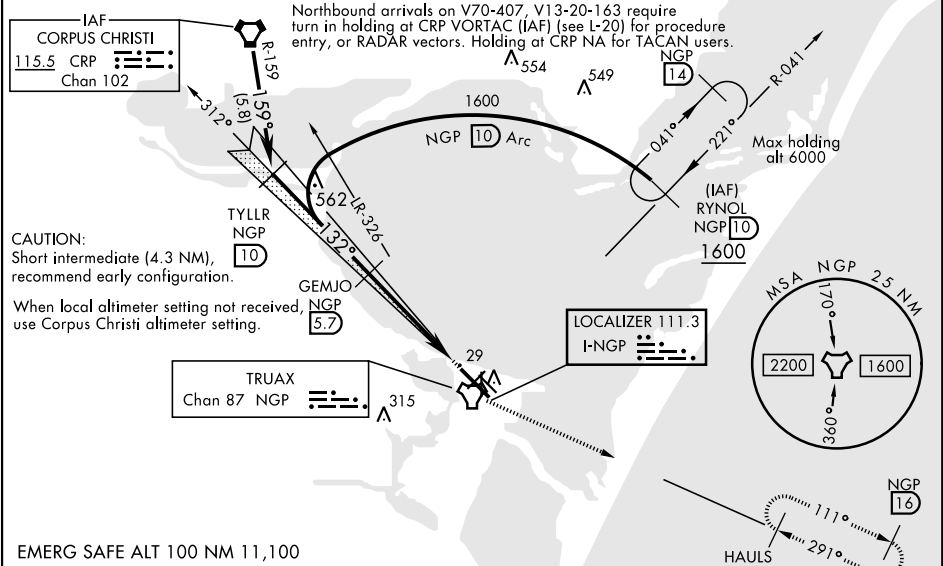 Northbound arrivals on V70-407, V13-20-163 require
turn in holding at CRP VORTAC (IAF) (see L-20) for procedure
entry, or RADAR vectors. Holding at CRP NA for TACAN users.
IAF
CORPUS CHRISTI
115.5 CRP
Chan 102
R-159
159°
(5.8)
312°
554
549
NGP
14
R-041
041°
221°
1600
NGP 10 Arc
Max holding
alt 6000
(IAF)
RYNOL
NGP 10
1600
562
LR-326
132°
TYLLR
NGP
10
CAUTION:
Short intermediate (4.3 NM),
recommend early configuration.
When local altimeter setting not received,
use Corpus Christi altimeter setting.
GEMJO
NGP
5.7
LOCALIZER 111.3
I-NGP
29
TRUAX
Chan 87 NGP
315
MSA NGP 25 NM
170°
2200
1600
360°
NGP
16
111°
291°
HAULS
EMERG SAFE ALT 100 NM 11,100